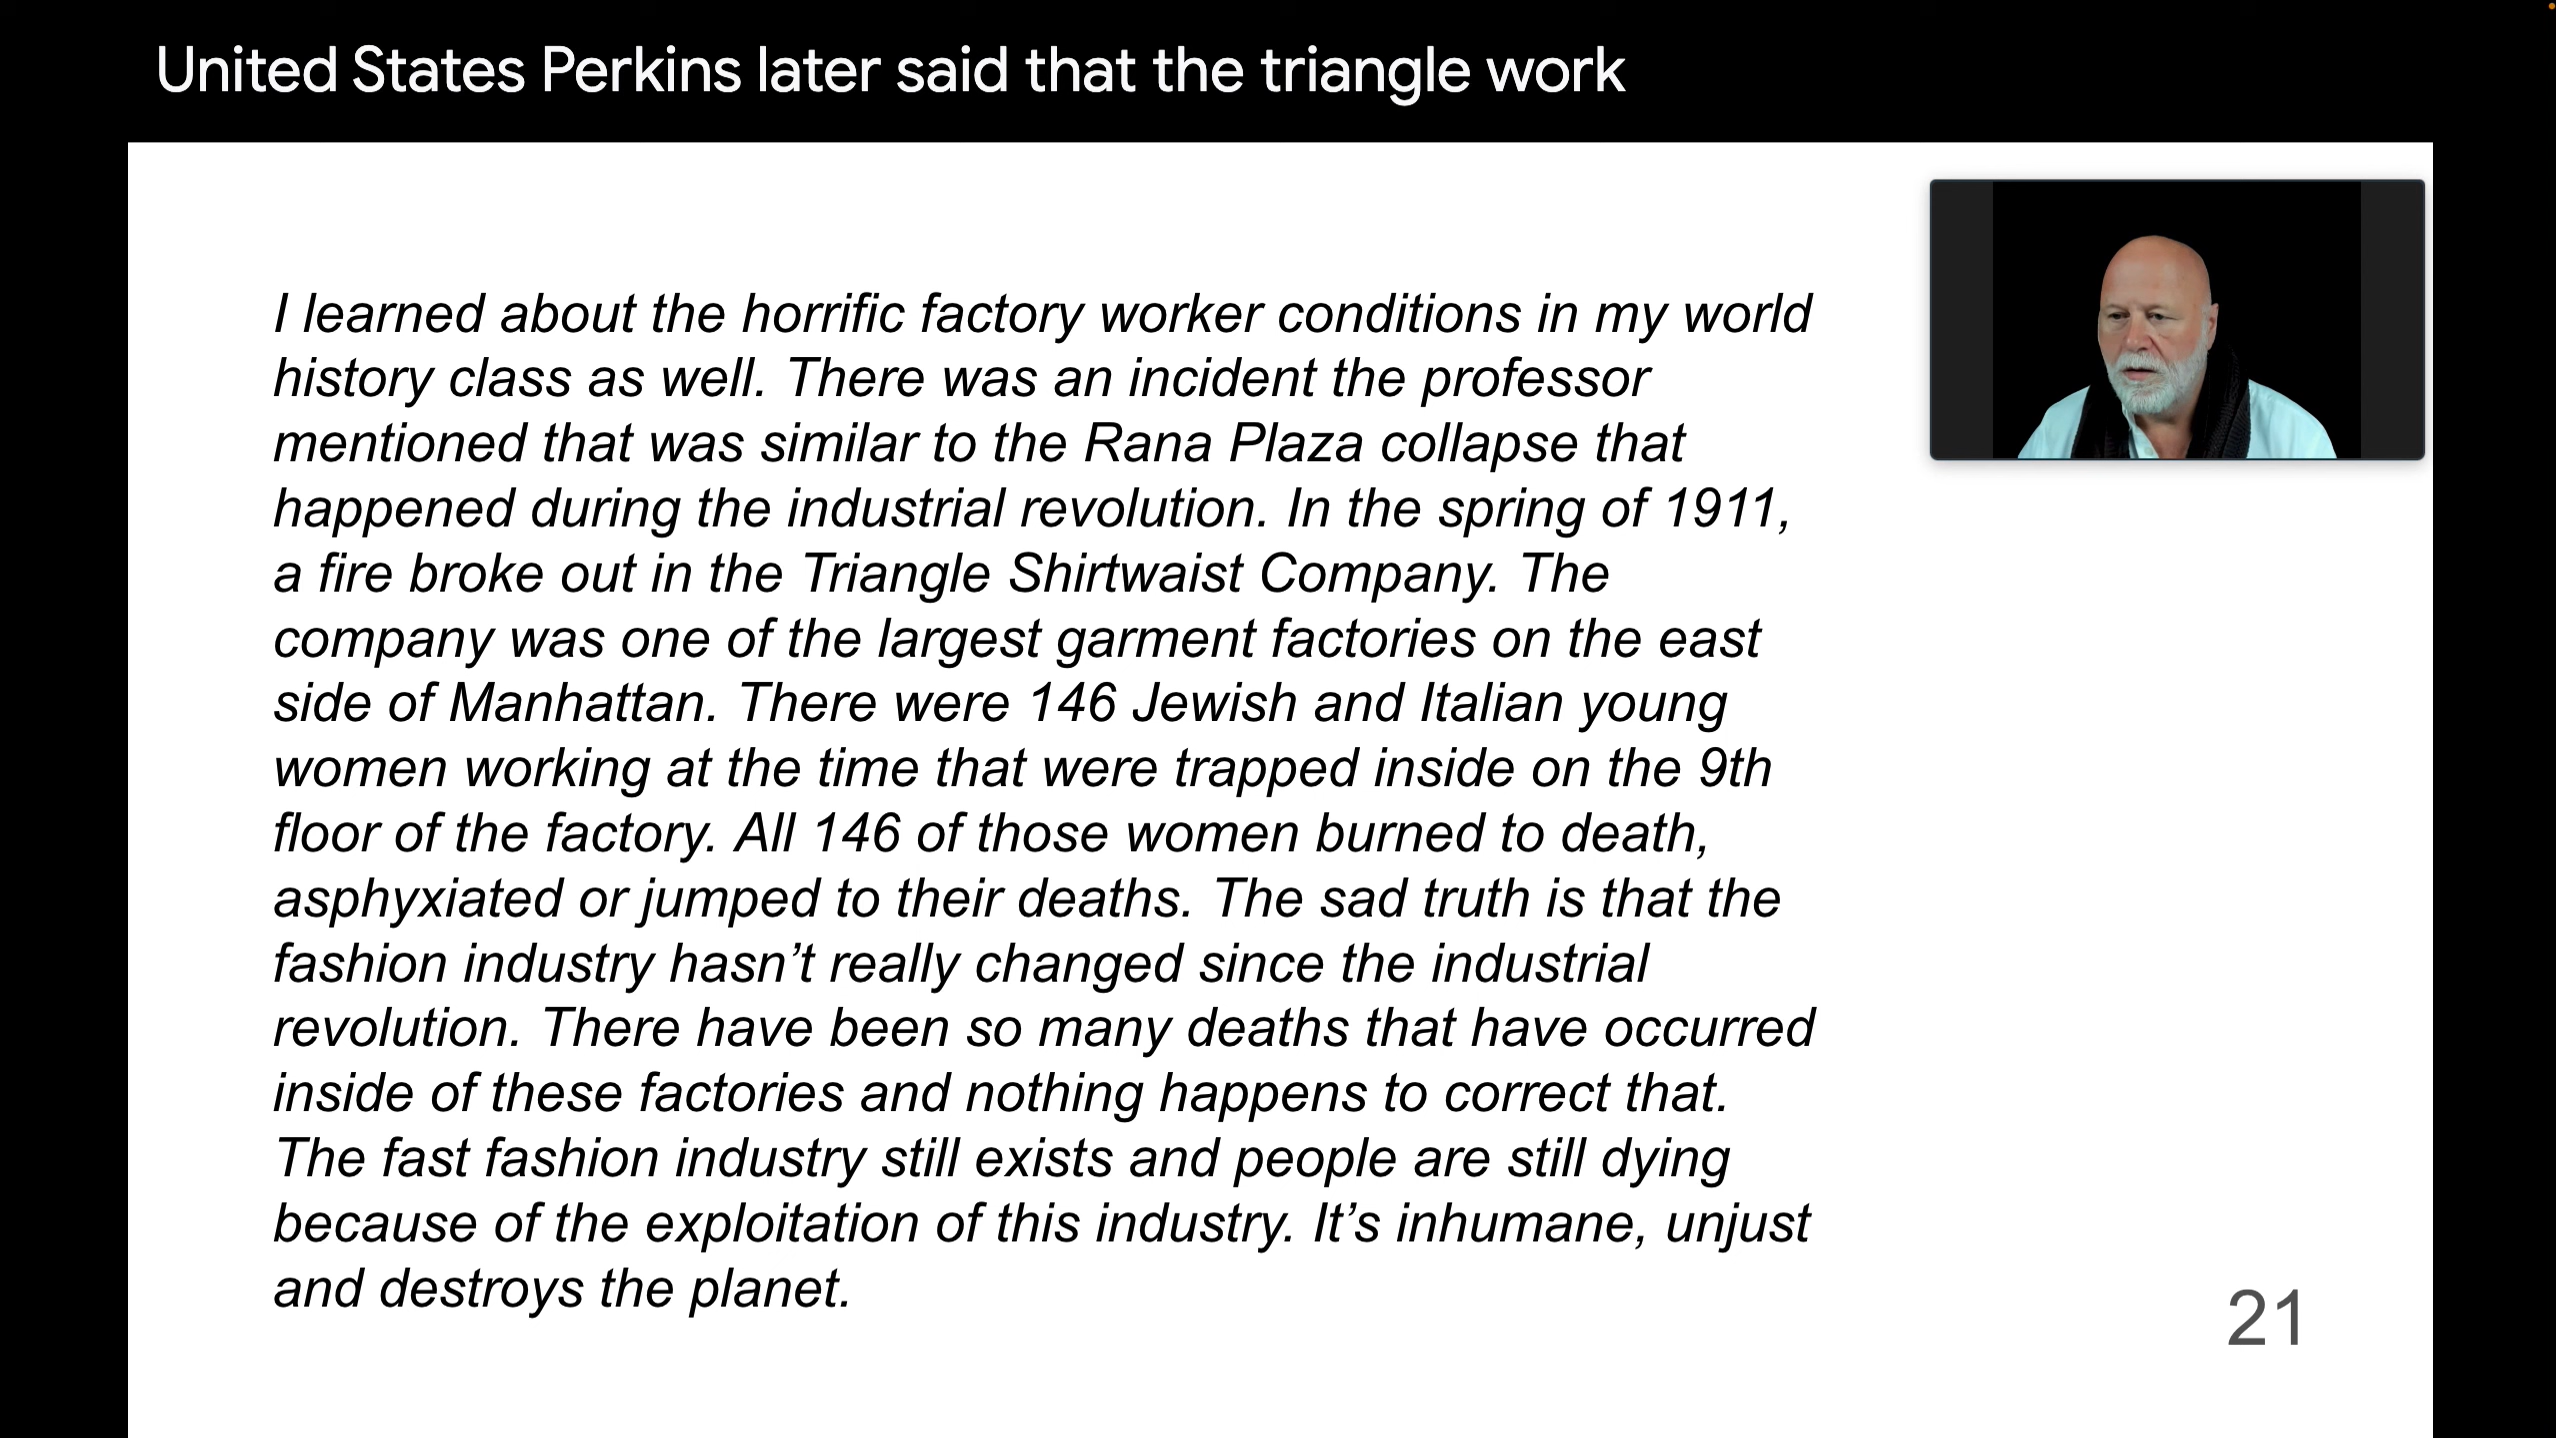 United States Perkins later said that the triangle work
I learned about the horrific factory worker conditions in my world
history class as well. There was an incident the professor
mentioned that was similar to the Rana Plaza collapse that
happened during the industrial revolution. In the spring of 1911,
a fire broke out in the Triangle Shirtwaist Company. The
company was one of the largest garment factories on the east
side of Manhattan. There were 146 Jewish and Italian young
women working at the time that were trapped inside on the 9th
floor of the factory. All 146 of those women burned to death,
asphyxiated or jumped to their deaths. The sad truth is that the
fashion industry hasn’t really changed since the industrial
revolution. There have been so many deaths that have occurred
inside of these factories and nothing happens to correct that.
The fast fashion industry still exists and people are still dying
because of the exploitation of this industry. It’s inhumane, unjust
and destroys the planet.
21